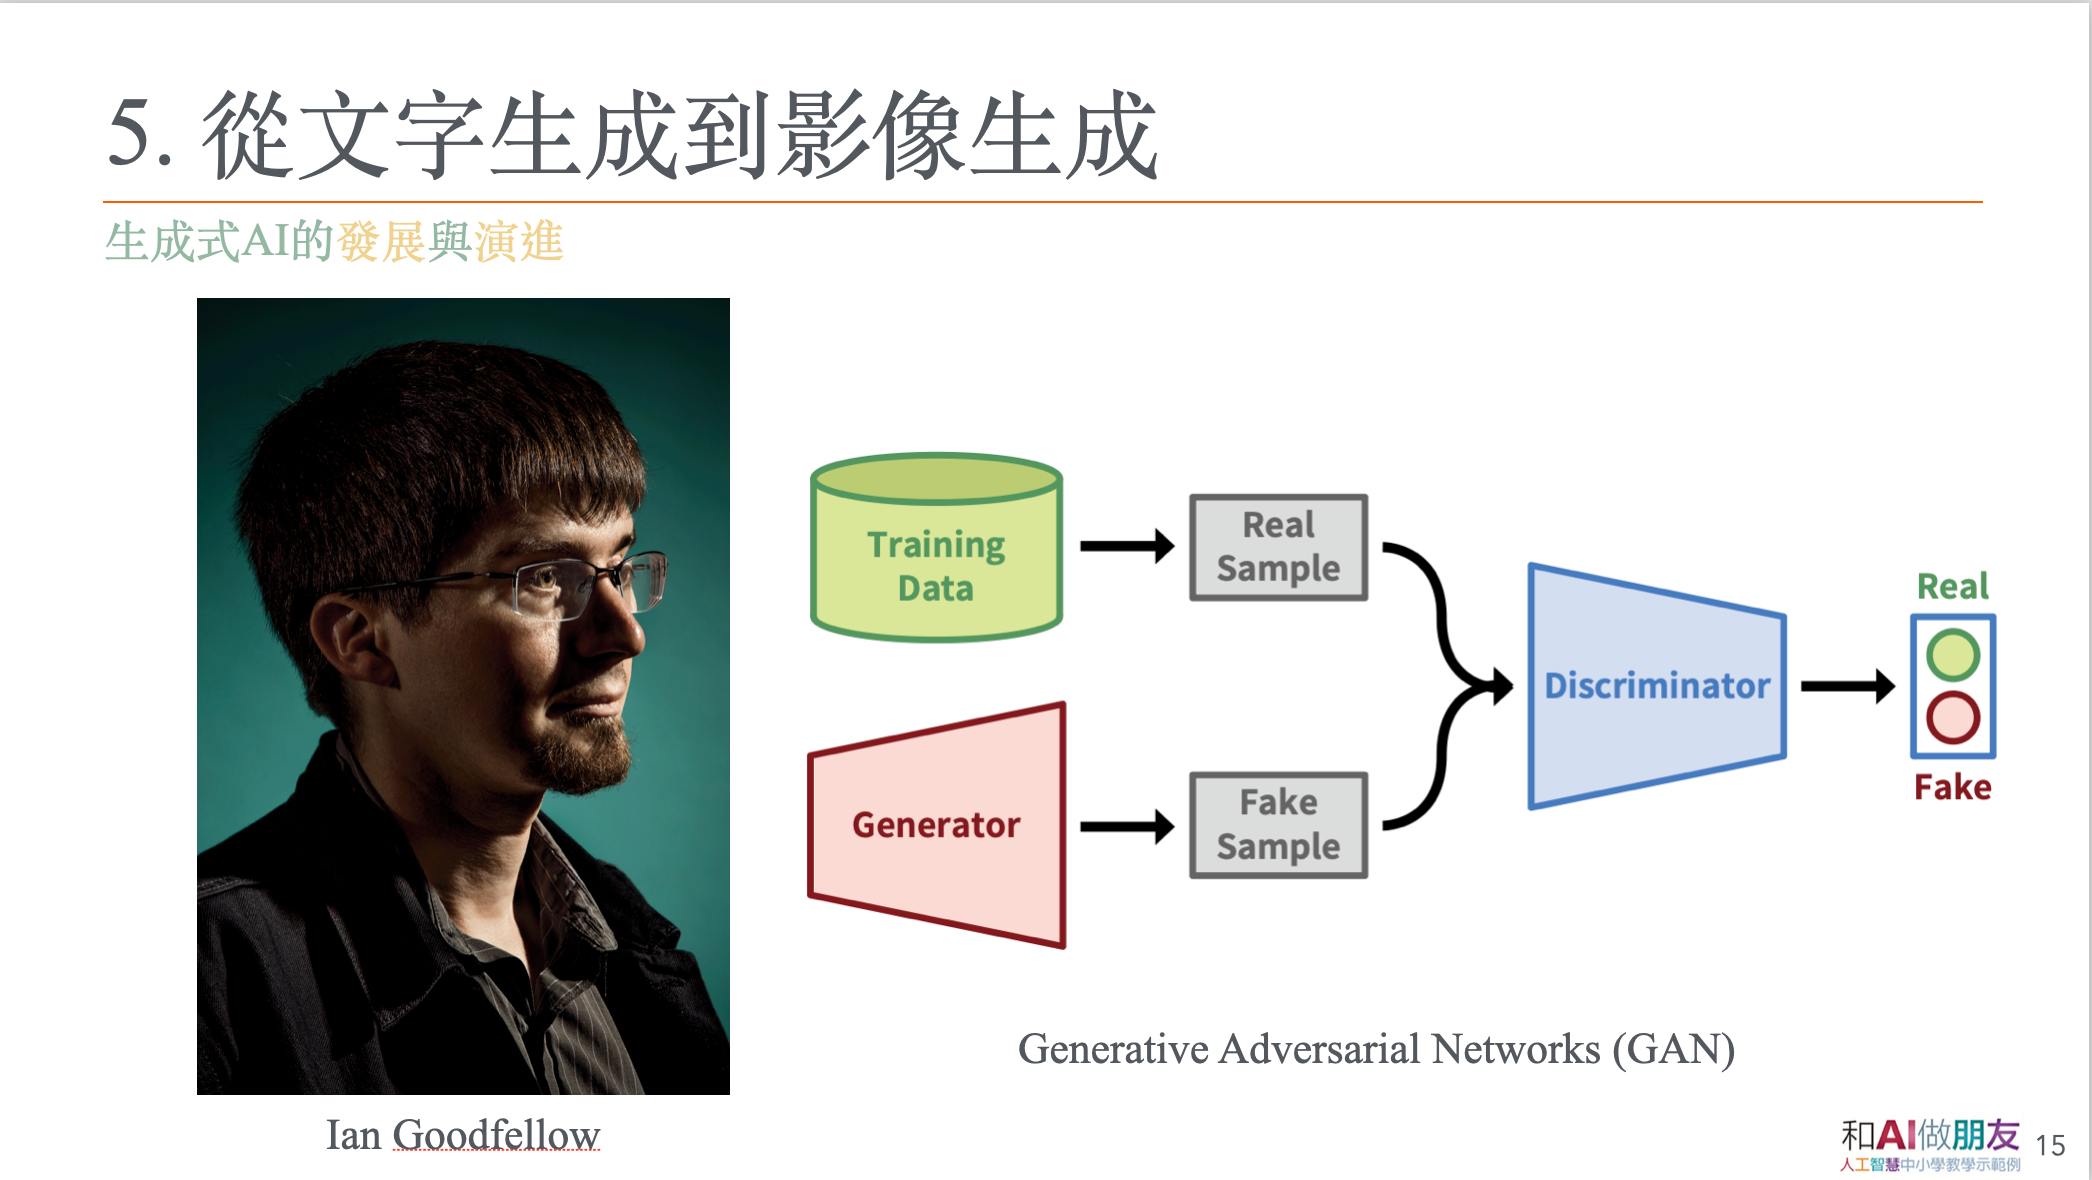 5. 從文字生成到影像生成
生成式AI的發展與演進
Training
Data
Real
Sample
Generator
Fake
Sample
Discriminator
Real
Fake
Generative Adversarial Networks (GAN)
Ian Goodfellow
和AI做朋友
人工智慧中小學教學示範例
15